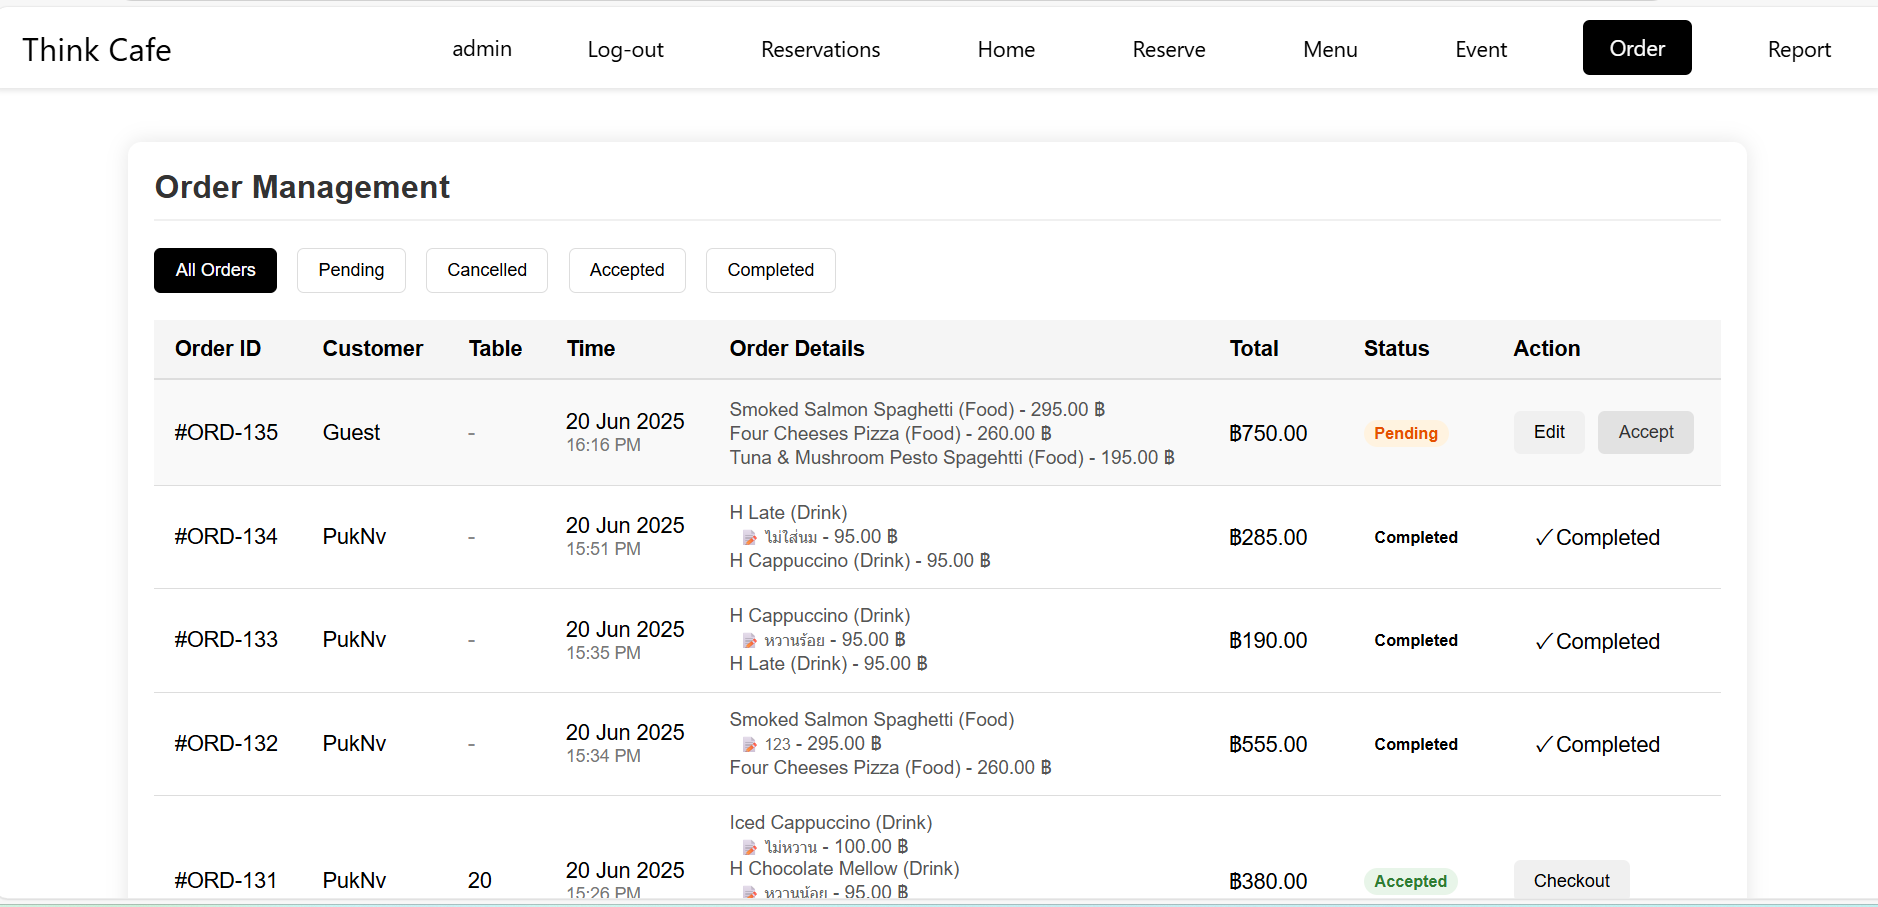 Think Cafe
admin
Log-out
Reservations
Home
Reserve
Menu
Event
Order
Report
Order Management
All Orders
Pending
Cancelled
Accepted
Completed
Order ID Customer Table Time Order Details Total Status Action
#ORD-135
Guest
-
20 Jun 2025
16:16 PM
Smoked Salmon Spaghetti (Food) - 295.00 ฿
Four Cheeses Pizza (Food) - 260.00 ฿
Tuna & Mushroom Pesto Spagehtti (Food) - 195.00 ฿
฿750.00
Pending
Edit
Accept
#ORD-134
PukNv
-
20 Jun 2025
15:51 PM
H Late (Drink)
📝 ไม่ใส่นม - 95.00 ฿
H Cappuccino (Drink) - 95.00 ฿
฿285.00
Completed
✓Completed
#ORD-133
PukNv
-
20 Jun 2025
15:35 PM
H Cappuccino (Drink)
📝 หวานร้อย - 95.00 ฿
H Late (Drink) - 95.00 ฿
฿190.00
Completed
✓Completed
#ORD-132
PukNv
-
20 Jun 2025
15:34 PM
Smoked Salmon Spaghetti (Food)
📝 123 - 295.00 ฿
Four Cheeses Pizza (Food) - 260.00 ฿
฿555.00
Completed
✓Completed
#ORD-131
PukNv
20
20 Jun 2025
15:26 PM
Iced Cappuccino (Drink)
📝 ไม่หวาน - 100.00 ฿
H Chocolate Mellow (Drink)
📝 หวานน้อย - 95.00 ฿
฿380.00
Accepted
Checkout